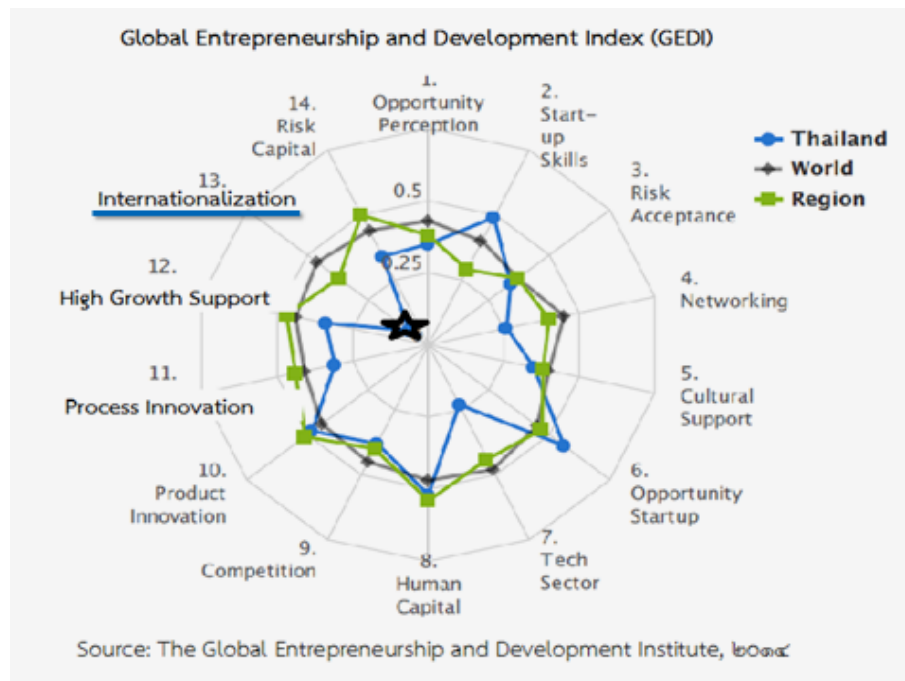 Global Entrepreneurship and Development Index (GEDI)
1.
Opportunity
Perception
2.
Start-
up
Skills
3.
Risk
Acceptance
4.
Networking
5.
Cultural
Support
6.
Opportunity
Startup
7.
Tech
Sector
8.
Human
Capital
9.
Competition
10.
Product
Innovation
11.
Process Innovation
12.
High Growth Support
13.
Internationalization
14.
Risk
Capital
0.5
0.25
Thailand
World
Region
Source: The Global Entrepreneurship and Development Institute, ๒๐๑๔